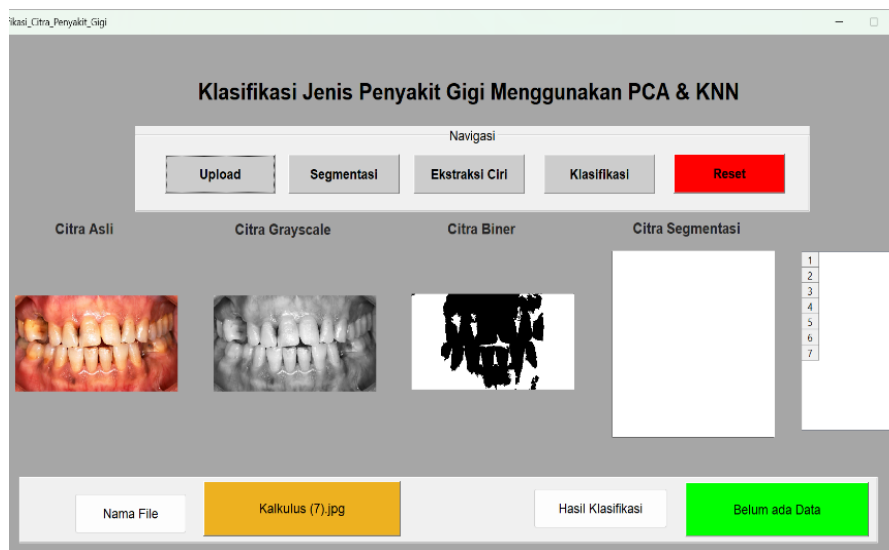 fikasi_Citra_Penyakit_Gigi
Klasifikasi Jenis Penyakit Gigi Menggunakan PCA & KNN
Navigasi
Upload
Segmentasi
Ekstraksi Ciri
Klasifikasi
Reset
Citra Asli
Citra Grayscale
Citra Biner
Citra Segmentasi
1
2
3
4
5
6
7
Nama File
Kalkulus (7).jpg
Hasil Klasifikasi
Belum ada Data